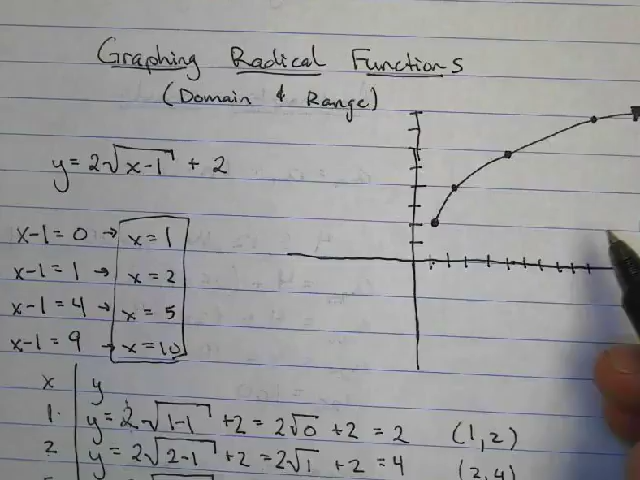 Graphing Radical Functions
(Domain & Range)
y = 2√(x-1) + 2
x-1 = 0 → x = 1
x-1 = 1 → x = 2
x-1 = 4 → x = 5
x-1 = 9 → x = 10
x | y
1. y = 2√(1-1) + 2 = 2√0 + 2 = 2 (1, 2)
2 y = 2√(2-1) + 2 = 2√1 + 2 = 4 (2, 4)